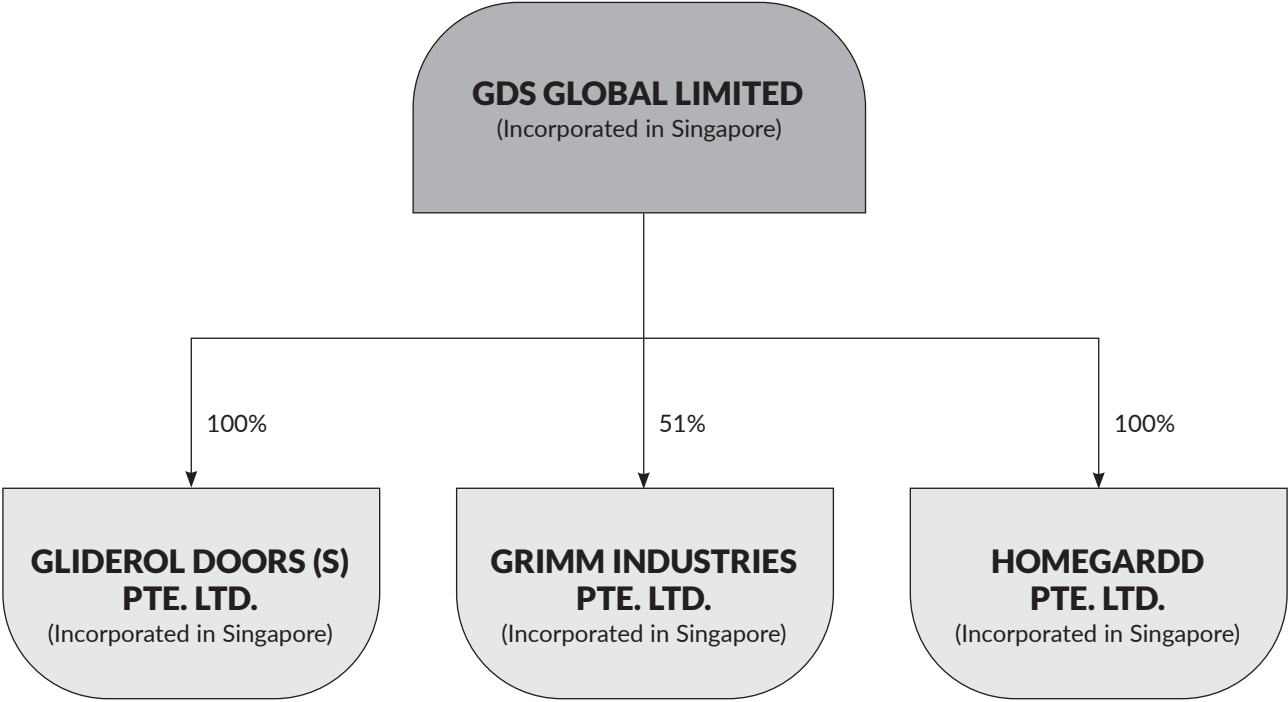 GDS GLOBAL LIMITED
(Incorporated in Singapore)
100%
51%
100%
GLIDEROL DOORS (S)
PTE. LTD.
(Incorporated in Singapore)
GRIMM INDUSTRIES
PTE. LTD.
(Incorporated in Singapore)
HOMEGARDD
PTE. LTD.
(Incorporated in Singapore)